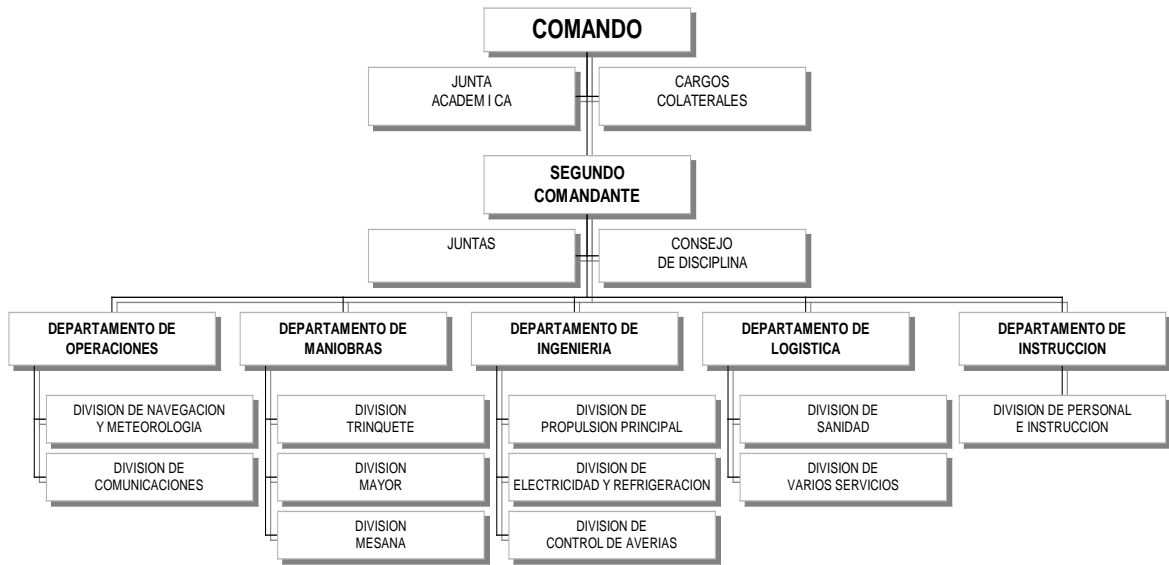 COMANDO
JUNTA
ACADEM I CA
CARGOS
COLATERALES
SEGUNDO
COMANDANTE
JUNTAS
CONSEJO
DE DISCIPLINA
DEPARTAMENTO DE
OPERACIONES
DEPARTAMENTO DE
MANIOBRAS
DEPARTAMENTO DE
INGENIERIA
DEPARTAMENTO DE
LOGISTICA
DEPARTAMENTO DE
INSTRUCCION
DIVISION DE NAVEGACION
Y METEOROLOGIA
DIVISION DE
COMUNICACIONES
DIVISION
TRINQUETE
DIVISION
MAYOR
DIVISION
MESANA
DIVISION DE
PROPULSION PRINCIPAL
DIVISION DE
ELECTRICIDAD Y REFRIGERACION
DIVISION DE
CONTROL DE AVERIAS
DIVISION DE
SANIDAD
DIVISION DE
VARIOS SERVICIOS
DIVISION DE PERSONAL
E INSTRUCCION